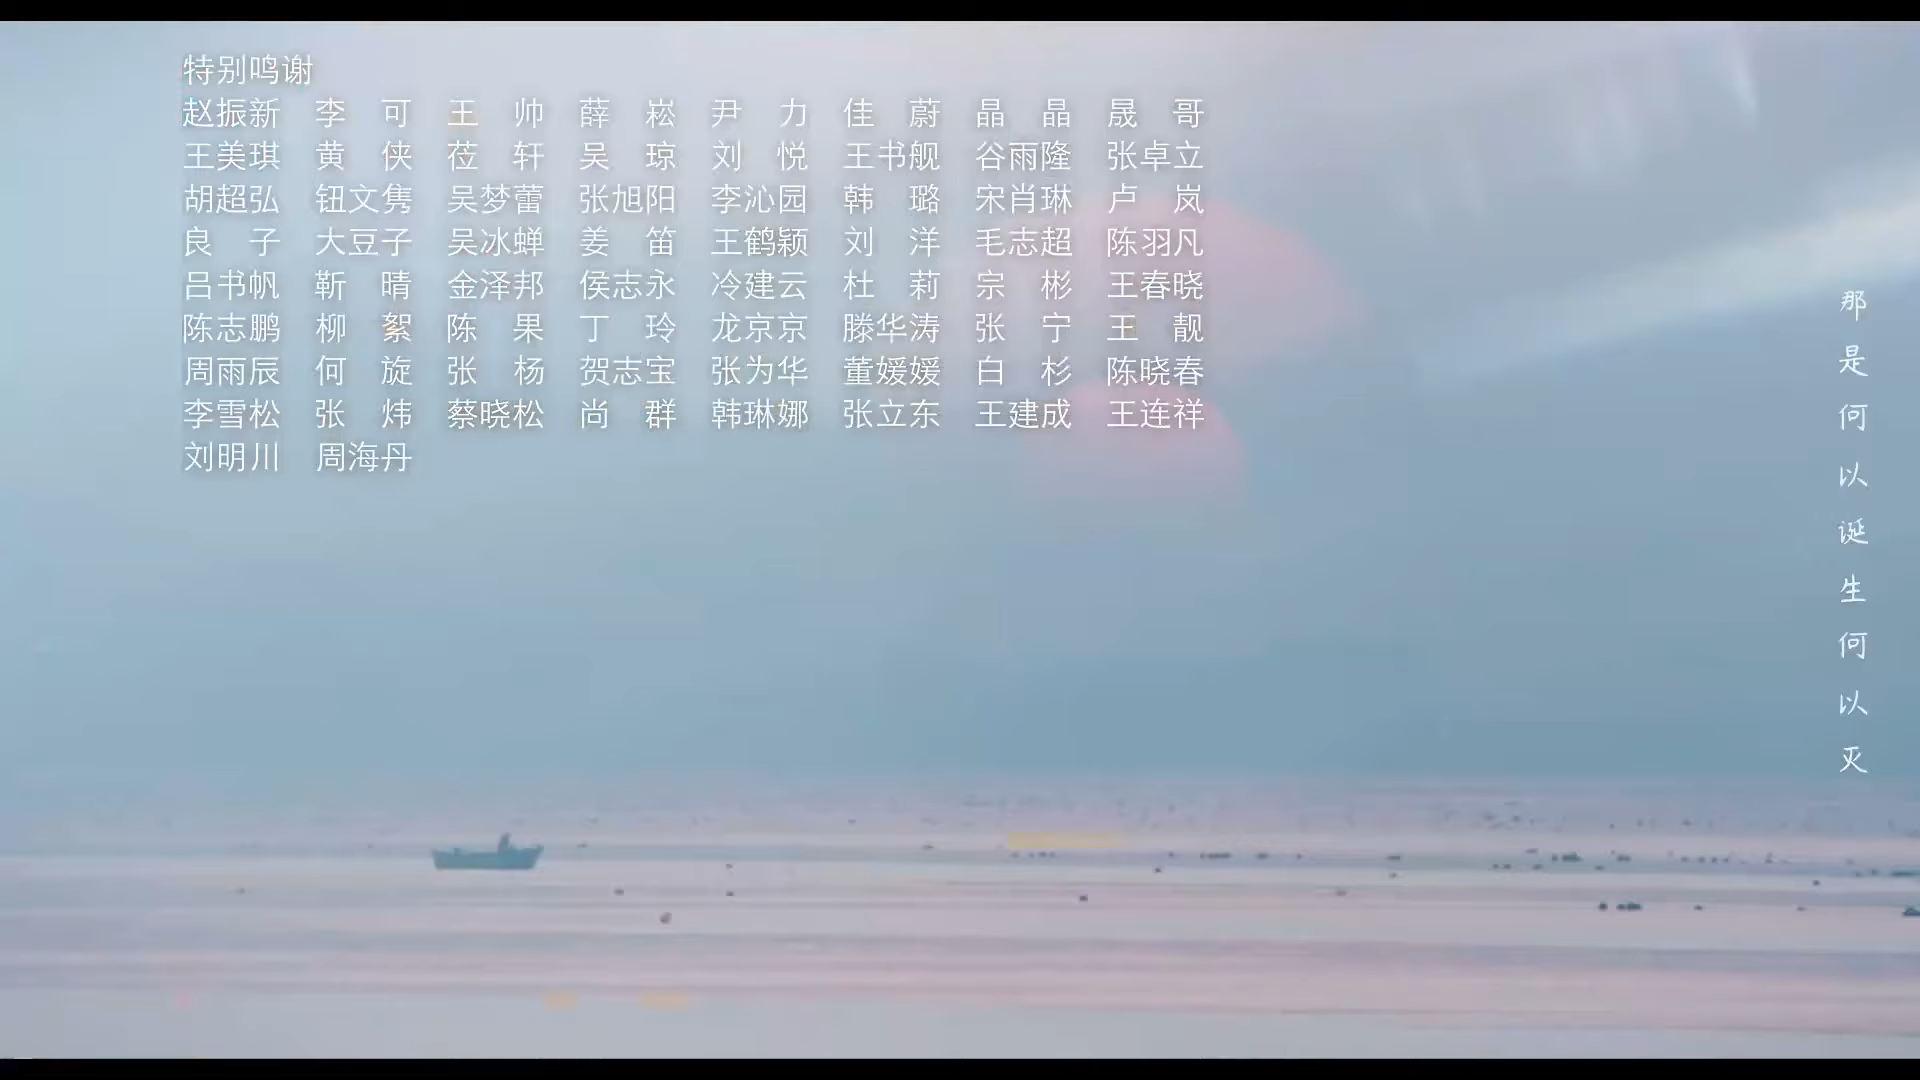 特别鸣谢
赵振新 李 可 王 帅 薛 崧 尹 力 佳 蔚 晶 晶 晟 哥
王美琪 黄 侠 莅 轩 吴 琼 刘 悦 王书舰 谷雨隆 张卓立
胡超弘 钮文隽 吴梦蕾 张旭阳 李沁园 韩 璐 宋肖琳 卢 岚
良 子 大豆子 吴冰蝉 姜 笛 王鹤颖 刘 洋 毛志超 陈羽凡
吕书帆 靳 晴 金泽邦 侯志永 冷建云 杜 莉 宗 彬 王春晓
陈志鹏 柳 絮 陈 果 丁 玲 龙京京 滕华涛 张 宁 王 靓
周雨辰 何 旋 张 杨 贺志宝 张为华 董媛媛 白 杉 陈晓春
李雪松 张 炜 蔡晓松 尚 群 韩琳娜 张立东 王建成 王连祥
刘明川 周海丹
那是何以诞生何以灭